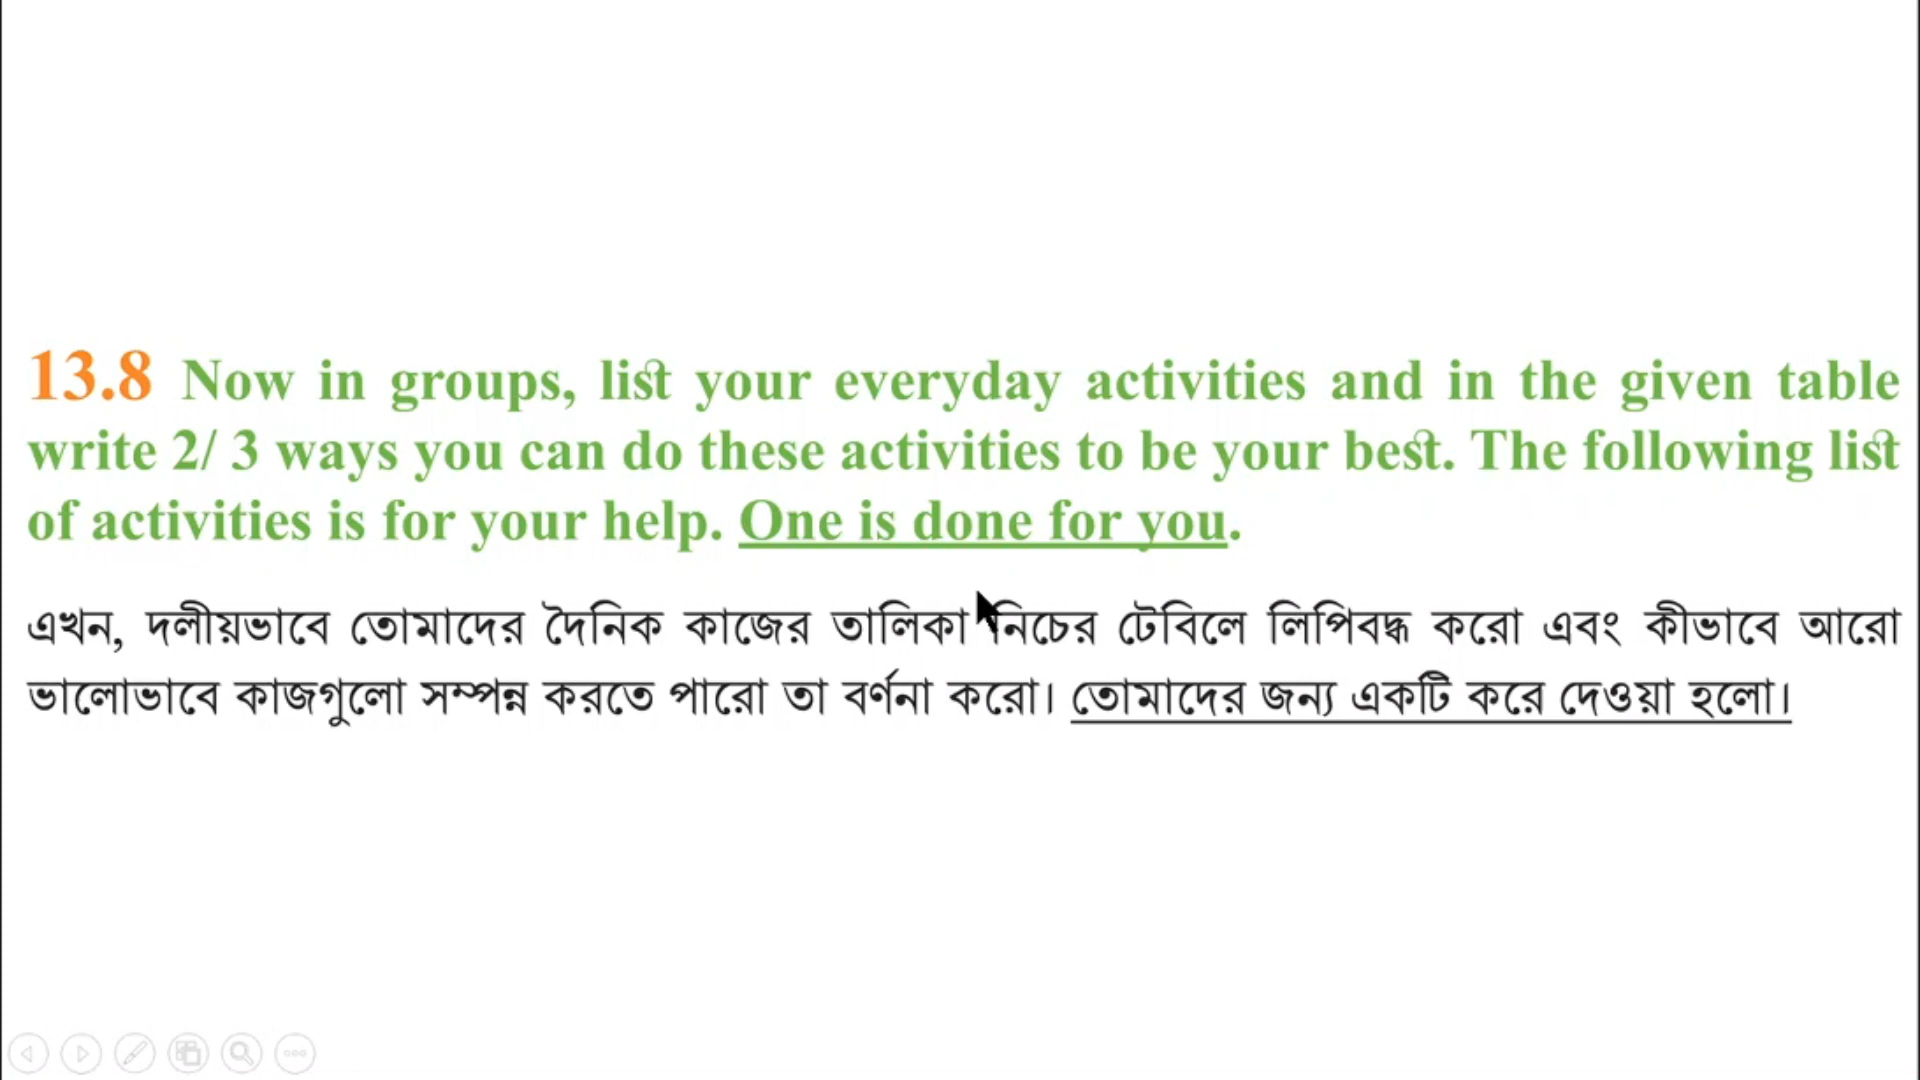 13.8 Now in groups, list your everyday activities and in the given table
write 2/ 3 ways you can do these activities to be your best. The following list
of activities is for your help. One is done for you.
এখন, দলীয়ভাবে তোমাদের দৈনিক কাজের তালিকা নিচের টেবিলে লিপিবদ্ধ করো এবং কীভাবে আরো
ভালোভাবে কাজগুলো সম্পন্ন করতে পারো তা বর্ণনা করো। তোমাদের জন্য একটি করে দেওয়া হলো।